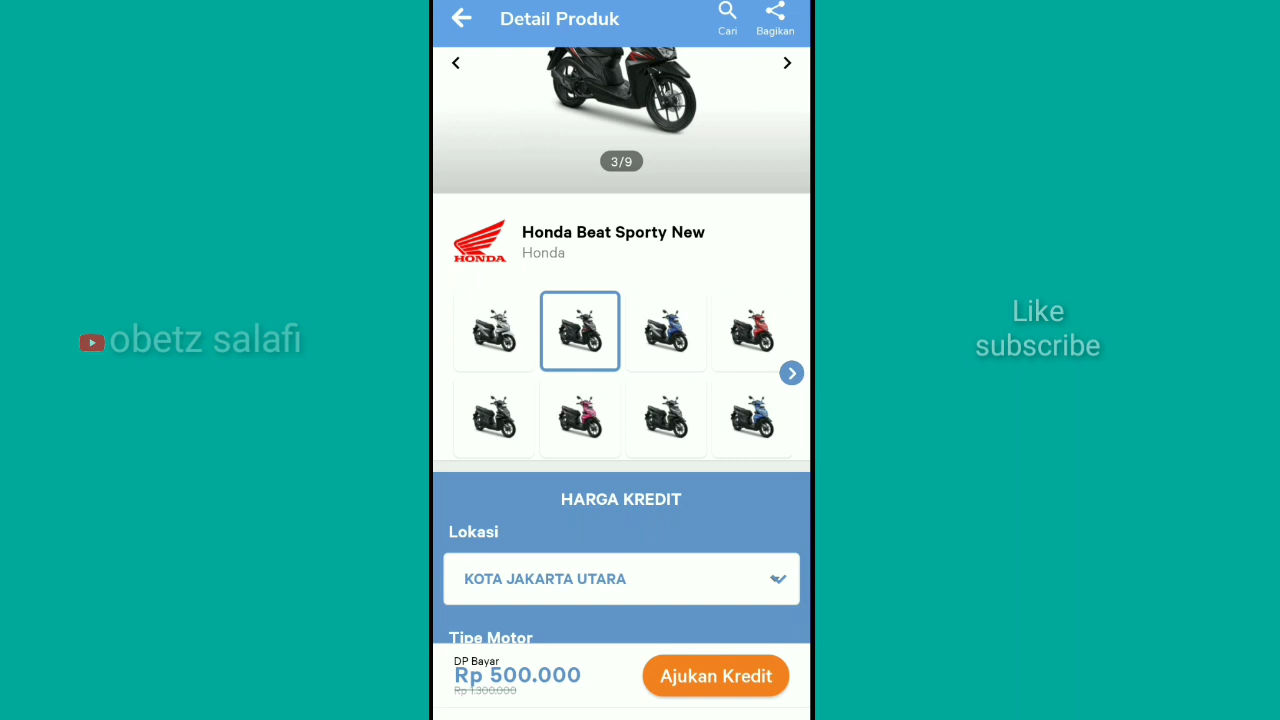 Detail Produk
Cari
Bagikan
3/9
HONDA
Honda Beat Sporty New
Honda
obetz salafi
Like
subscribe
HARGA KREDIT
Lokasi
KOTA JAKARTA UTARA
Tipe Motor
DP Bayar
Rp 500.000
Rp 1.300.000
Ajukan Kredit